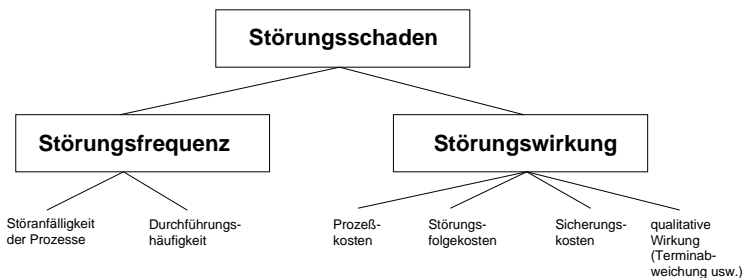 Störungsschaden
Störungsfrequenz
Störungswirkung
Störanfälligkeit
der Prozesse
Durchführungs-
häufigkeit
Prozeß-
kosten
Störungs-
folgekosten
Sicherungs-
kosten
qualitative
Wirkung
(Terminab-
weichung usw.)